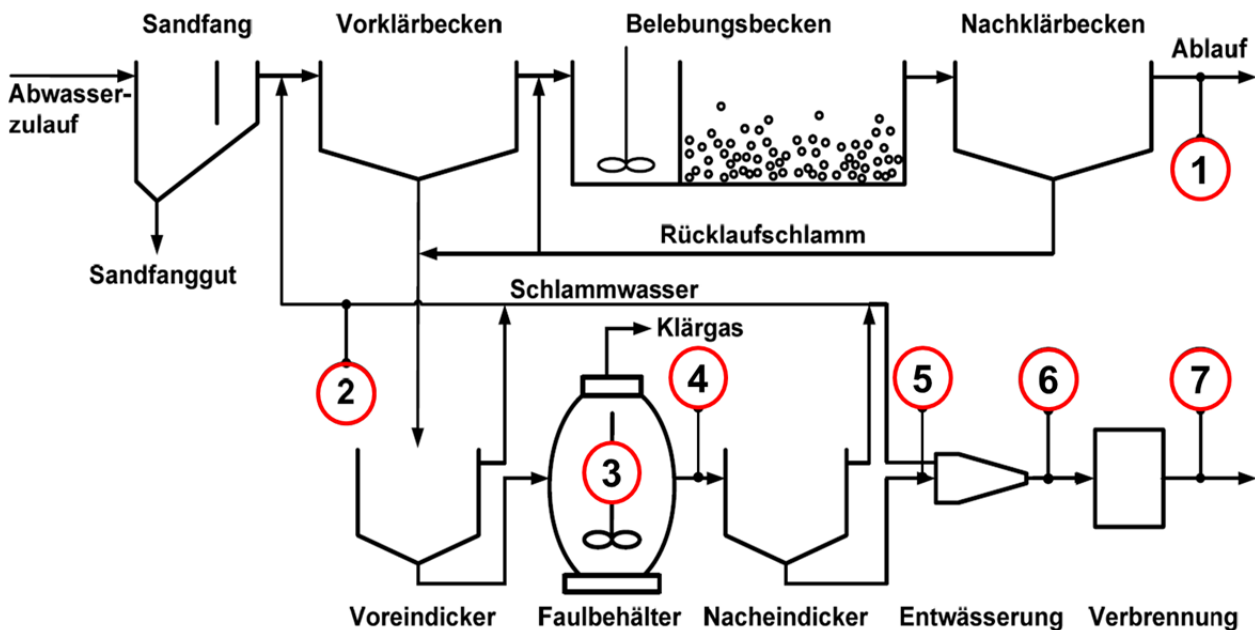 Sandfang
Vorklärbecken
Belebungsbecken
Nachklärbecken
Ablauf
Abwasser-
zulauf
1
Rücklaufschlamm
Sandfanggut
Schlammwasser
Klärgas
2
3
4
5
6
7
Voreindicker
Faulbehälter
Nacheindicker
Entwässerung
Verbrennung